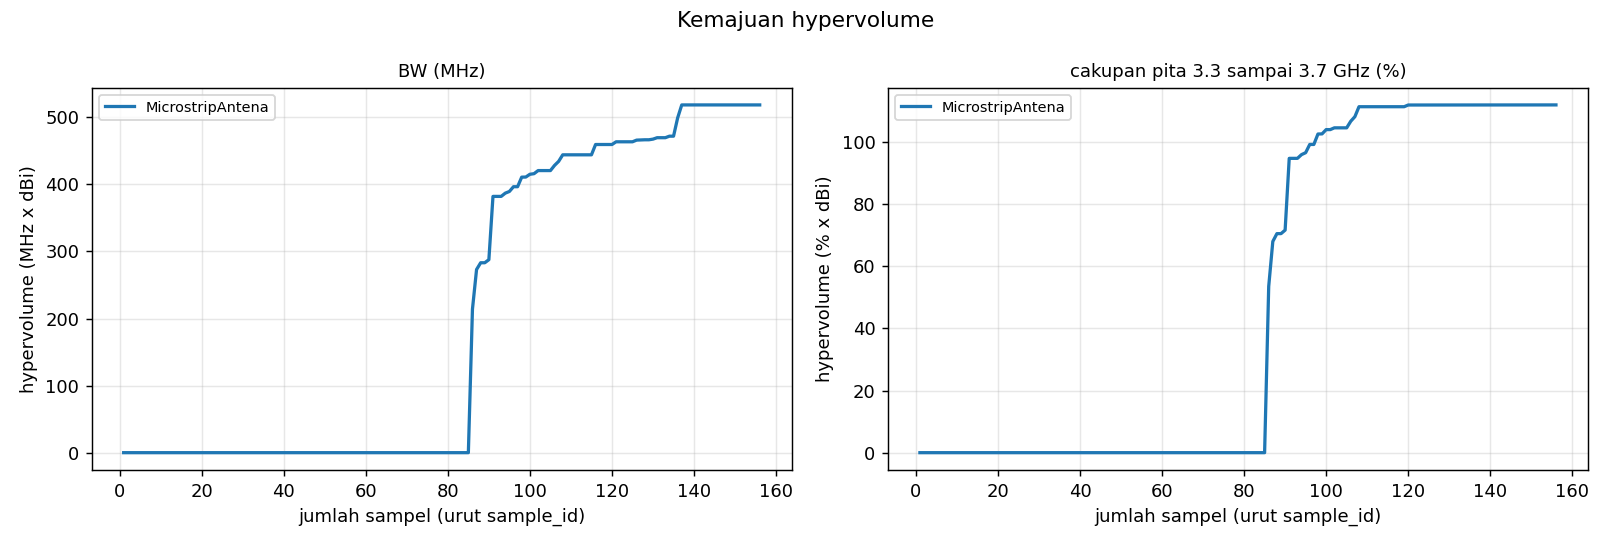 Kemajuan hypervolume
BW (MHz)
MicrostripAntena
hypervolume (MHz x dBi)
500
400
300
200
100
0
0 20 40 60 80 100 120 140 160
jumlah sampel (urut sample_id)
cakupan pita 3.3 sampai 3.7 GHz (%)
MicrostripAntena
hypervolume (% x dBi)
100
80
60
40
20
0
0 20 40 60 80 100 120 140 160
jumlah sampel (urut sample_id)